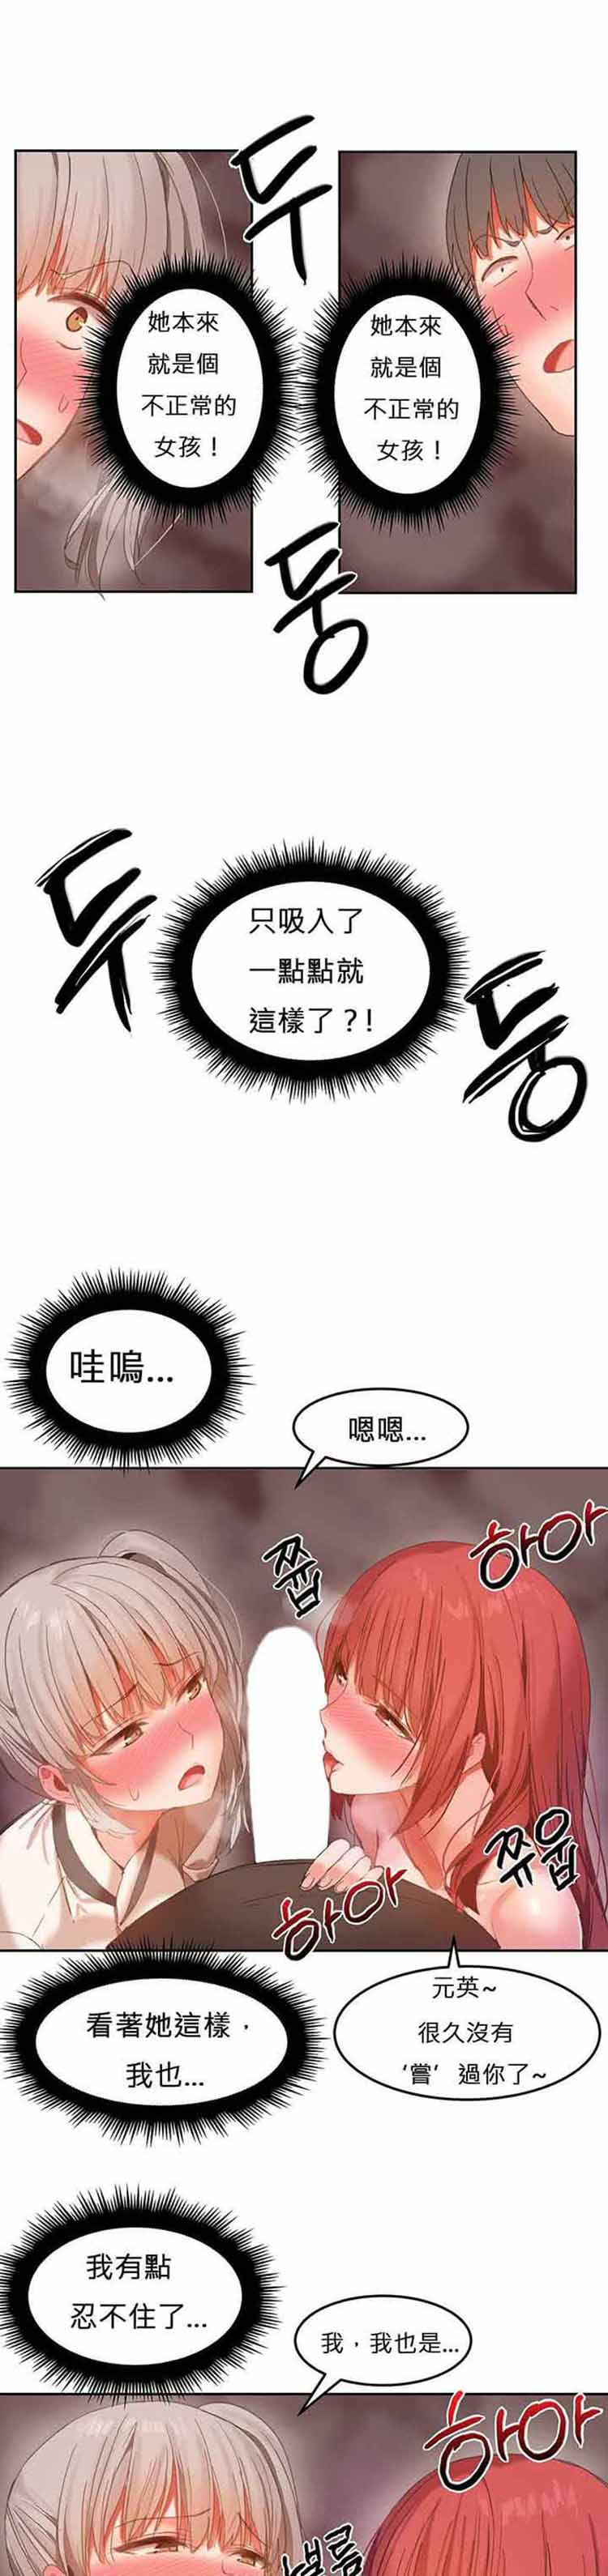 두
她本來
就是個
不正常的
女孩！
她本來
就是個
不正常的
女孩！
둥
두
只吸入了
一點點就
這樣了？！
둥
哇嗚...
嗯嗯...
쯥
하아
쯔웁
하아
看著她這樣，
我也...
元英~
很久沒有
‘嘗’過你了~
我有點
忍不住了...
我，我也是...
하아